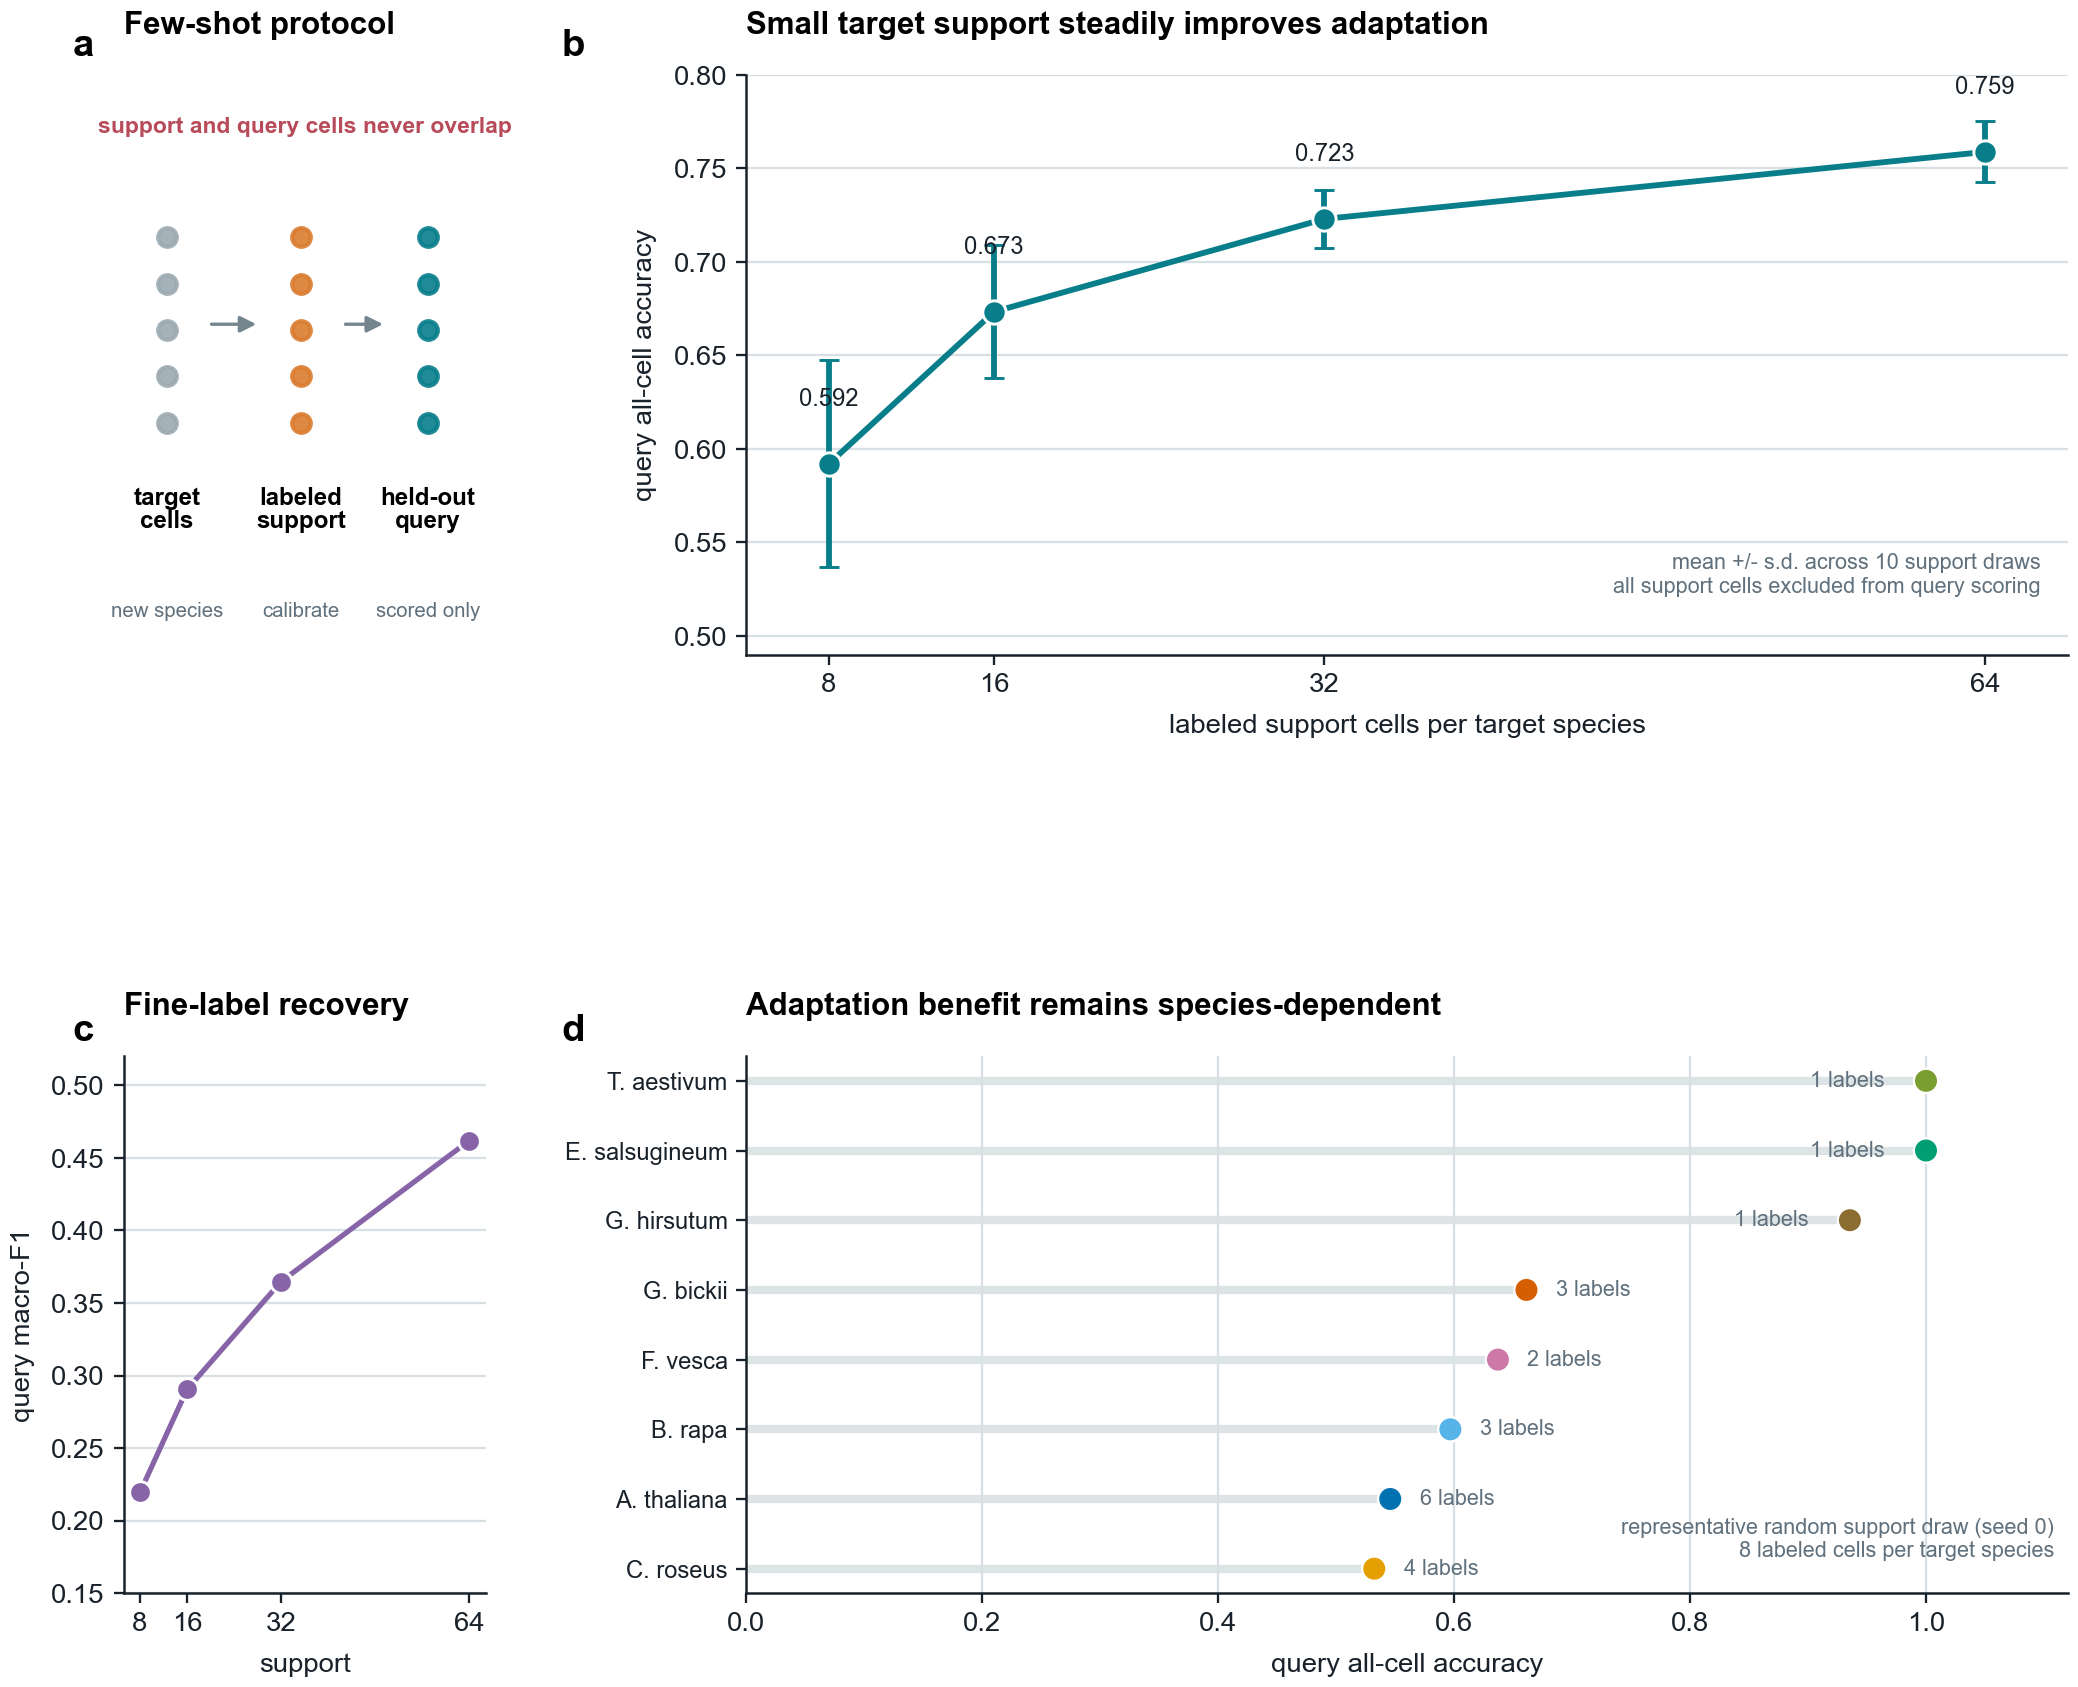 a
Few-shot protocol
support and query cells never overlap
target
cells
labeled
support
held-out
query
new species
calibrate
scored only
b
Small target support steadily improves adaptation
query all-cell accuracy
0.80
0.75
0.70
0.65
0.60
0.55
0.50
0.592
0.673
0.723
0.759
mean +/- s.d. across 10 support draws
all support cells excluded from query scoring
8
16
32
64
labeled support cells per target species
c
Fine-label recovery
query macro-F1
0.50
0.45
0.40
0.35
0.30
0.25
0.20
0.15
8
16
32
64
support
d
Adaptation benefit remains species-dependent
T. aestivum
1 labels
E. salsugineum
1 labels
G. hirsutum
1 labels
G. bickii
3 labels
F. vesca
2 labels
B. rapa
3 labels
A. thaliana
6 labels
C. roseus
4 labels
representative random support draw (seed 0)
8 labeled cells per target species
0.0
0.2
0.4
0.6
0.8
1.0
query all-cell accuracy